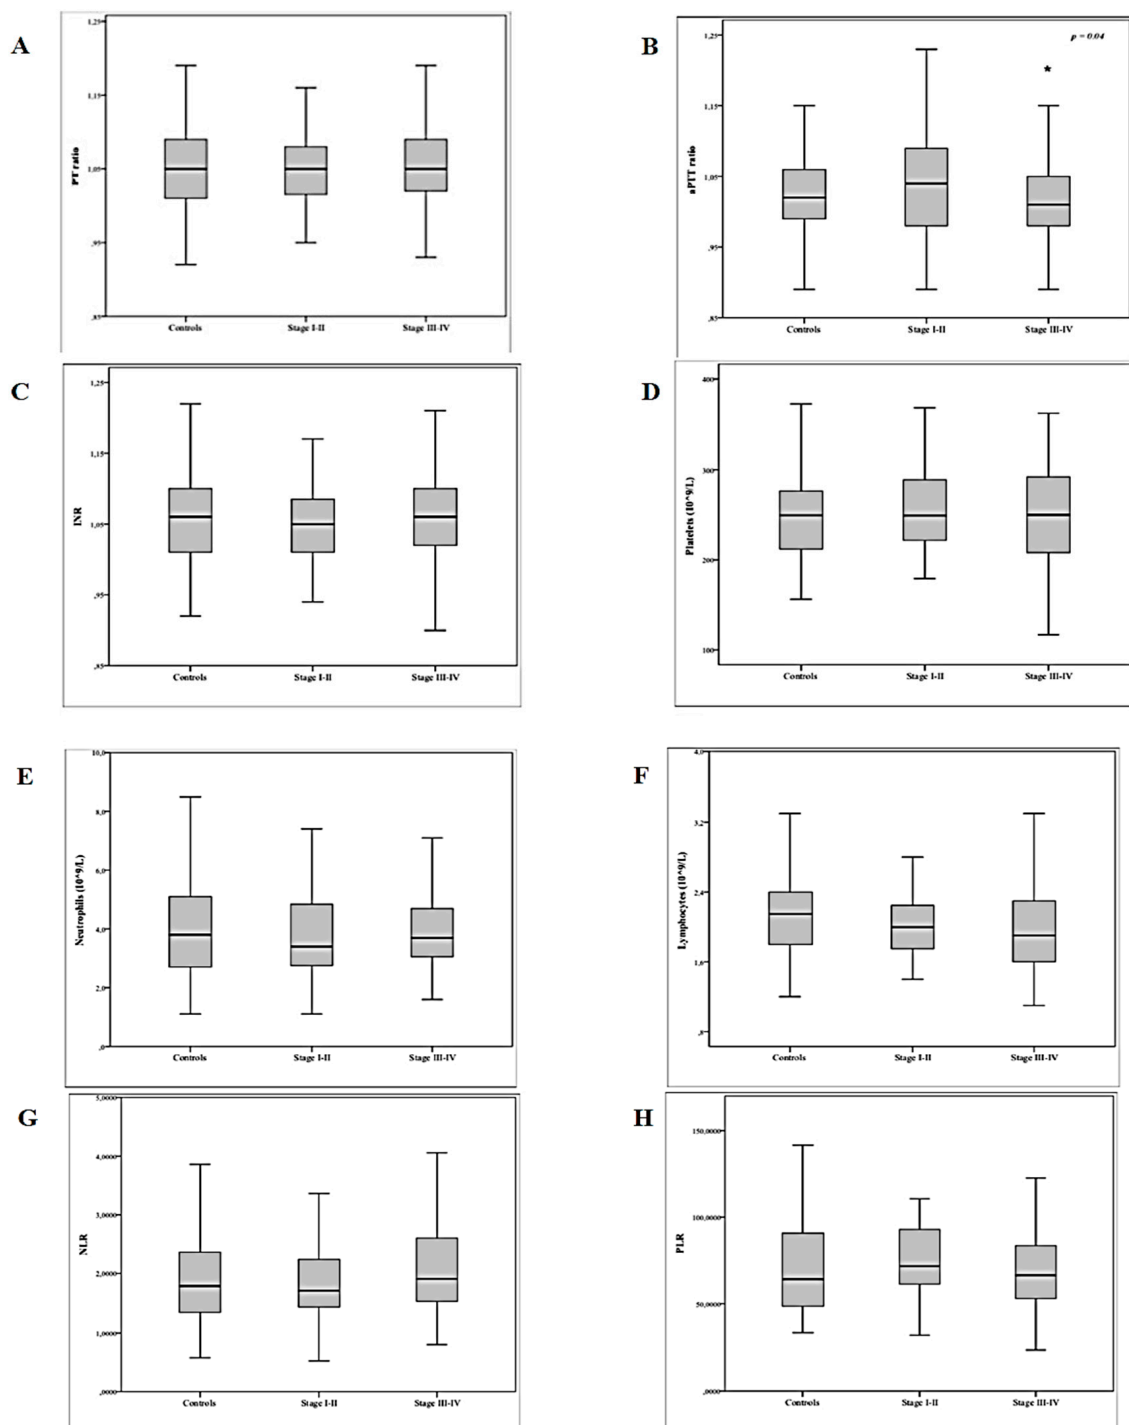 A
1,25
1,15
1,05
,95
,85
PT ratio
Controls
Stage I-II
Stage III-IV
B
p = 0.04
*
1,25
1,15
1,05
,95
,85
aPTT ratio
Controls
Stage I-II
Stage III-IV
C
1,25
1,15
1,05
,95
,85
INR
Controls
Stage I-II
Stage III-IV
D
400
300
200
100
Platelets (10^9/L)
Controls
Stage I-II
Stage III-IV
E
10,0
8,0
6,0
4,0
2,0
,0
Neutrophils (10^9/L)
Controls
Stage I-II
Stage III-IV
F
4,0
3,2
2,4
1,6
,8
Lymphocytes (10^9/L)
Controls
Stage I-II
Stage III-IV
G
5,0000
4,0000
3,0000
2,0000
1,0000
,0000
NLR
Controls
Stage I-II
Stage III-IV
H
150,0000
100,0000
50,0000
,0000
PLR
Controls
Stage I-II
Stage III-IV